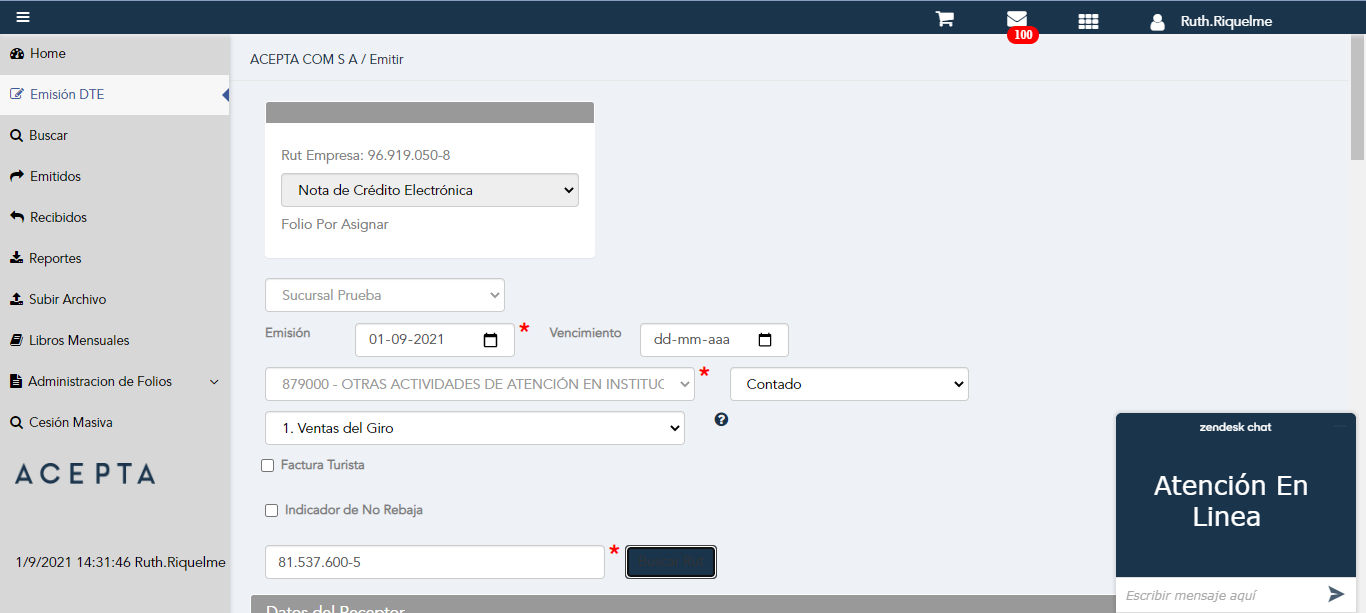 Ruth.Riquelme
100
Home
ACEPTA COM S A / Emitir
Emisión DTE
Buscar
Rut Empresa: 96.919.050-8
Emitidos
Nota de Crédito Electrónica
Recibidos
Folio Por Asignar
Reportes
Subir Archivo
Sucursal Prueba
Libros Mensuales
Emisión
01-09-2021
*
Vencimiento
dd-mm-aaa
Administracion de Folios
879000 - OTRAS ACTIVIDADES DE ATENCIÓN EN INSTITUC
*
Contado
Cesión Masiva
1. Ventas del Giro
zendesk chat
ACEPTA
Factura Turista
Atención En
Linea
Indicador de No Rebaja
1/9/2021 14:31:46 Ruth.Riquelme
81.537.600-5
*
Escribir mensaje aquí
Datos del Receptor